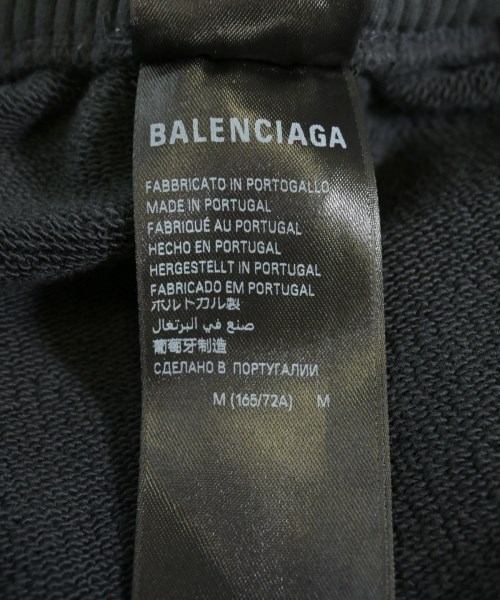 BALENCIAGA
FABBRICATO IN PORTOGALLO
MADE IN PORTUGAL
FABRIQUÉ AU PORTUGAL
HECHO EN PORTUGAL
HERGESTELLT IN PORTUGAL
FABRICADO EM PORTUGAL
ポルトガル製
صنع في البرتغال
葡萄牙制造
СДЕЛАНО В ПОРТУГАЛИИ
M (165/72A) M